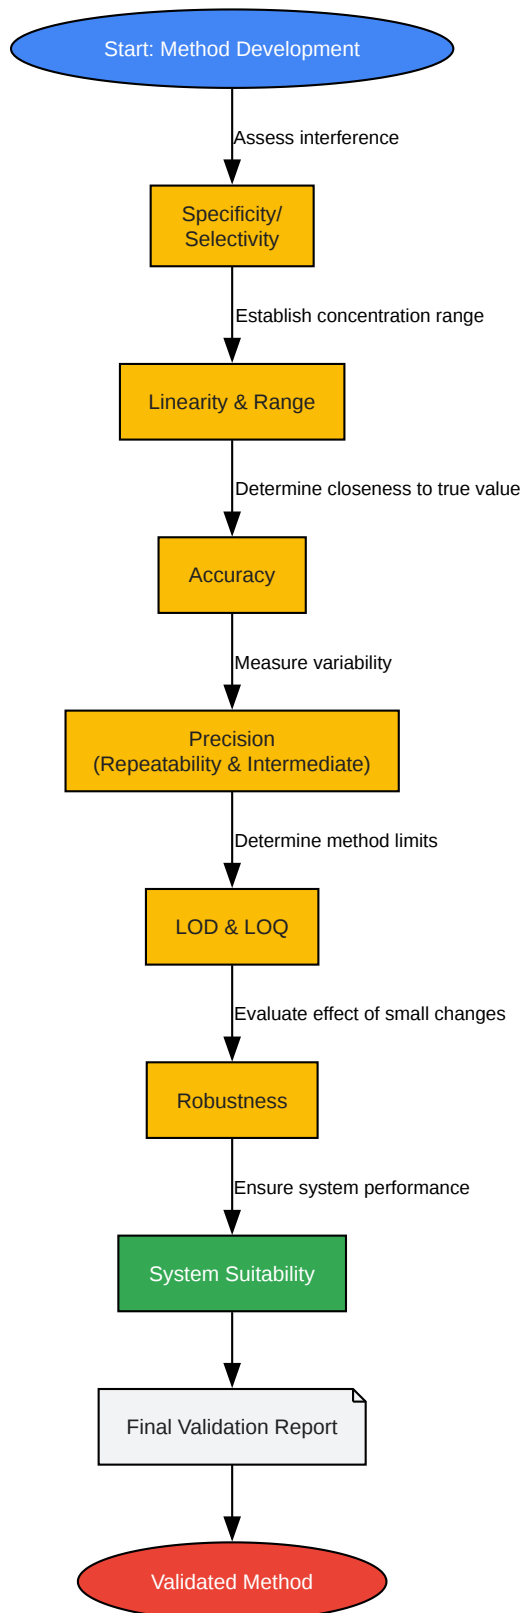 Start: Method Development
Assess interference
Specificity/
Selectivity
Establish concentration range
Linearity & Range
Determine closeness to true value
Accuracy
Measure variability
Precision
(Repeatability & Intermediate)
Determine method limits
LOD & LOQ
Evaluate effect of small changes
Robustness
Ensure system performance
System Suitability
Final Validation Report
Validated Method